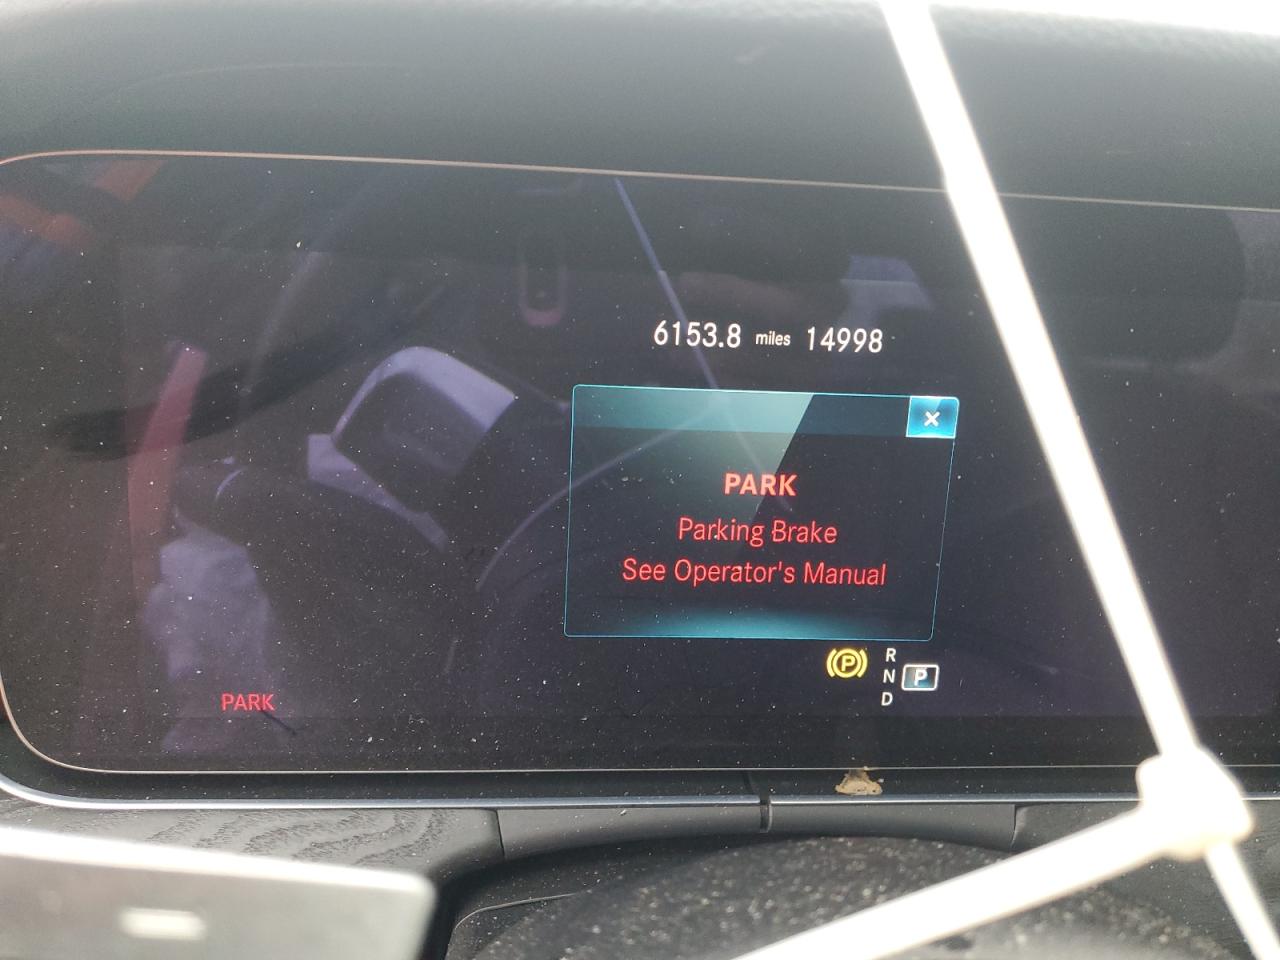 6153.8 miles 14998
×
PARK
Parking Brake
See Operator's Manual
P
R
N P
D
PARK